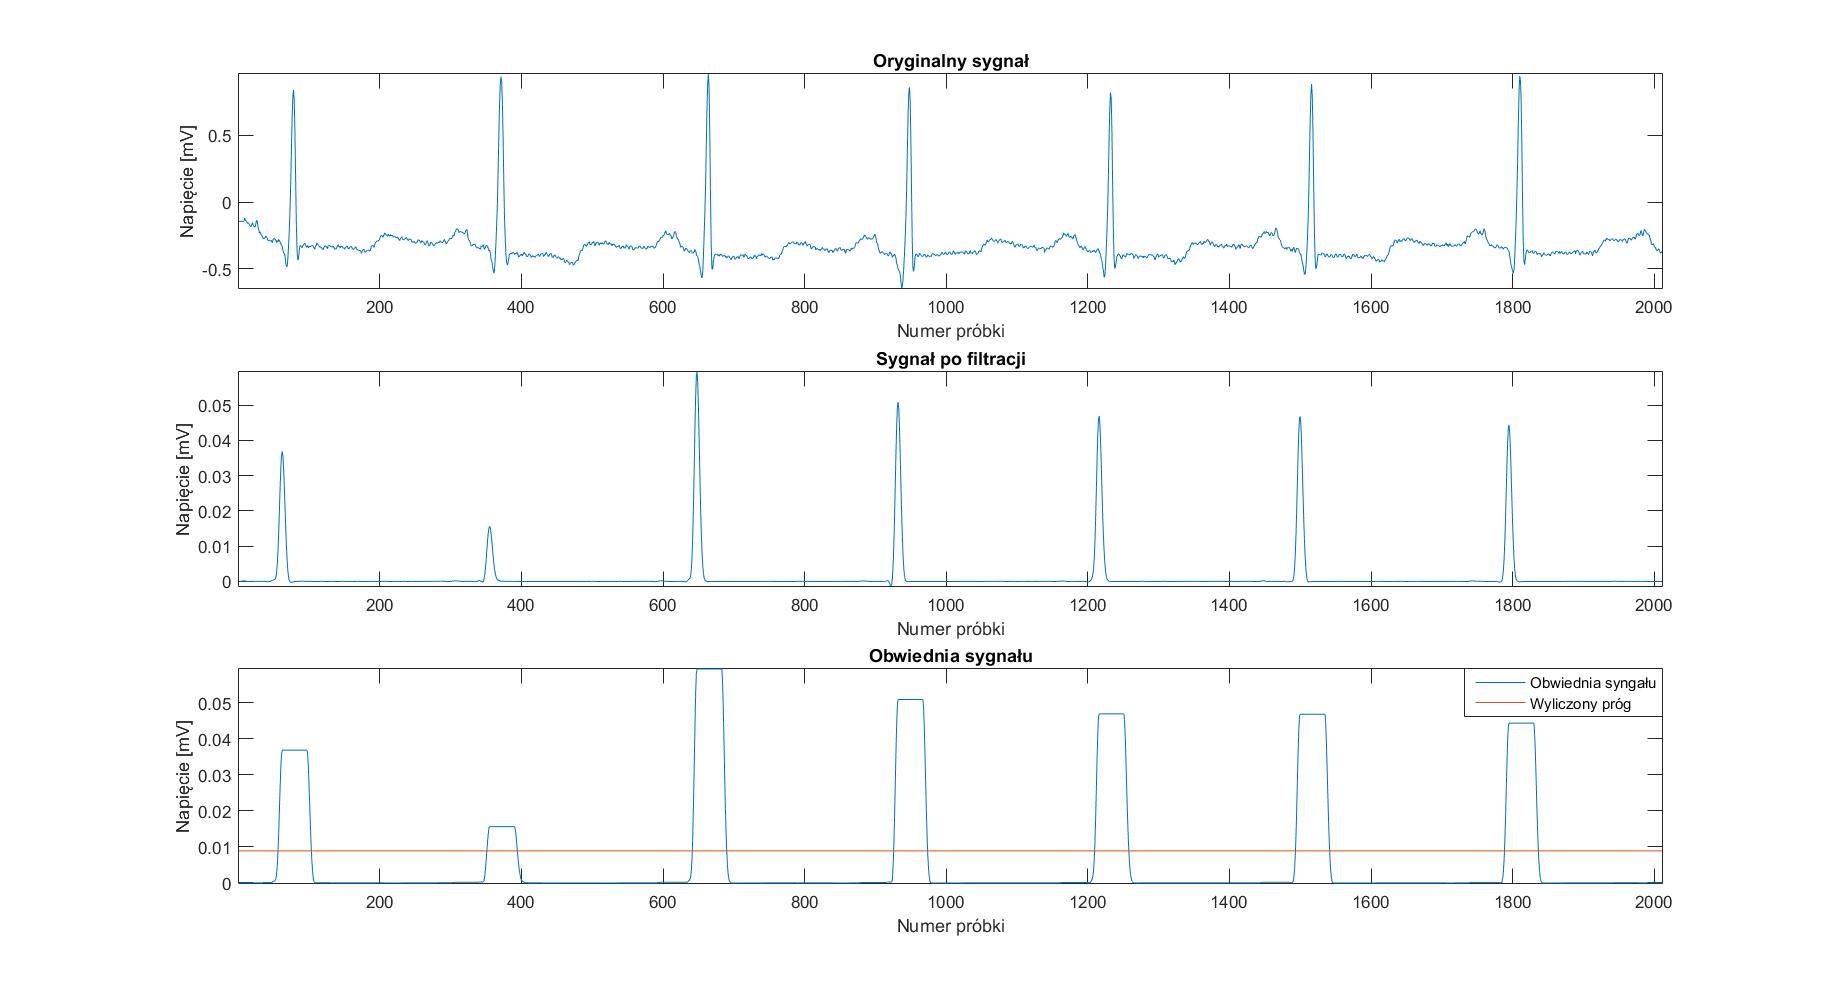 Oryginalny sygnał
Napięcie [mV]
0.5
0
-0.5
200 400 600 800 1000 1200 1400 1600 1800 2000
Numer próbki
Sygnał po filtracji
Napięcie [mV]
0.05
0.04
0.03
0.02
0.01
0
200 400 600 800 1000 1200 1400 1600 1800 2000
Numer próbki
Obwiednia sygnału
Napięcie [mV]
0.05
0.04
0.03
0.02
0.01
0
Obwiednia syngału
Wyliczony próg
200 400 600 800 1000 1200 1400 1600 1800 2000
Numer próbki